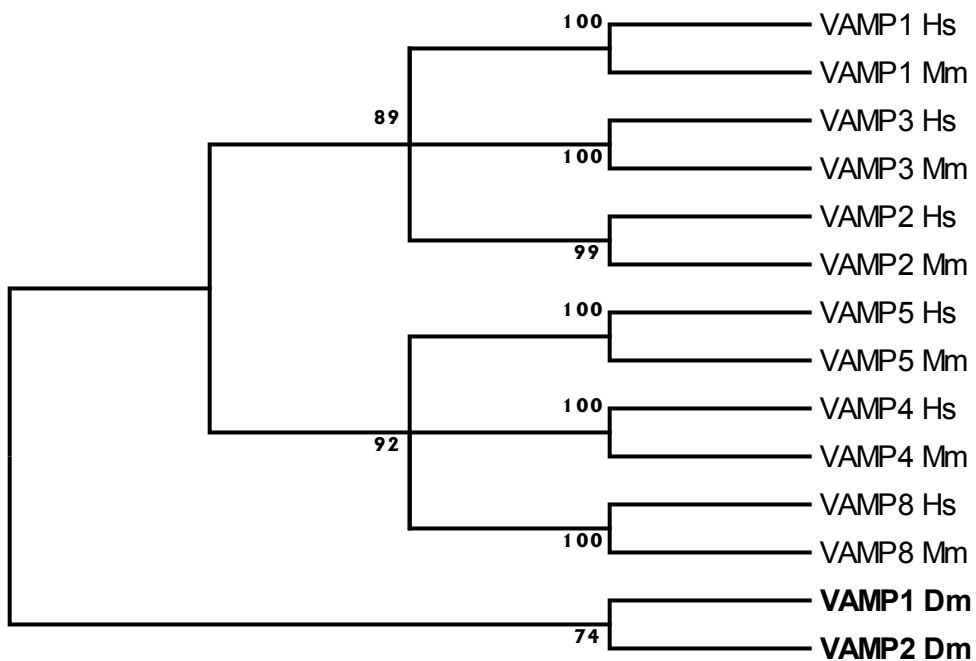 100
VAMP1 Hs
VAMP1 Mm
89
VAMP3 Hs
100
VAMP3 Mm
VAMP2 Hs
99
VAMP2 Mm
100
VAMP5 Hs
VAMP5 Mm
100
VAMP4 Hs
92
VAMP4 Mm
VAMP8 Hs
100
VAMP8 Mm
VAMP1 Dm
74
VAMP2 Dm